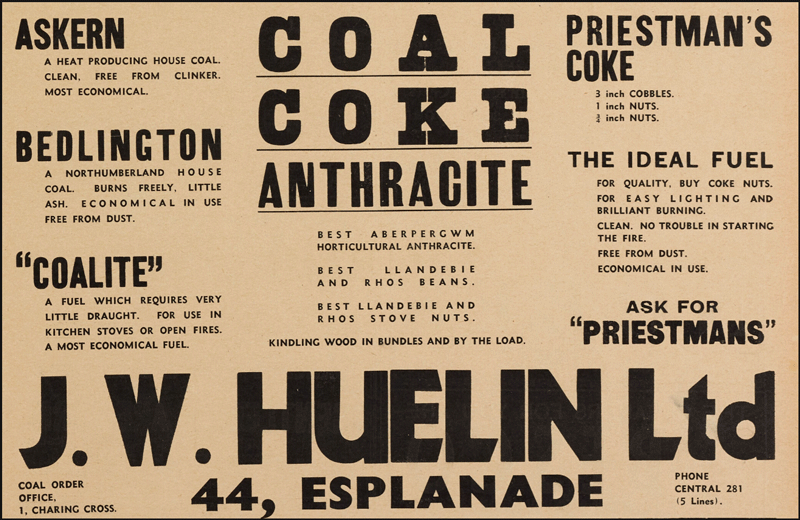 ASKERN
A HEAT PRODUCING HOUSE COAL.
CLEAN, FREE FROM CLINKER.
MOST ECONOMICAL.
BEDLINGTON
A NORTHUMBERLAND HOUSE
COAL. BURNS FREELY, LITTLE
ASH. ECONOMICAL IN USE
FREE FROM DUST.
“COALITE”
A FUEL WHICH REQUIRES VERY
LITTLE DRAUGHT. FOR USE IN
KITCHEN STOVES OR OPEN FIRES.
A MOST ECONOMICAL FUEL.
COAL
COKE
ANTHRACITE
BEST ABERPERGWM
HORTICULTURAL ANTHRACITE.
BEST LLANDEBIE
AND RHOS BEANS.
BEST LLANDEBIE AND
RHOS STOVE NUTS.
KINDLING WOOD IN BUNDLES AND BY THE LOAD.
PRIESTMAN'S
COKE
3 inch COBBLES.
1 inch NUTS.
¾ inch NUTS.
THE IDEAL FUEL
FOR QUALITY, BUY COKE NUTS.
FOR EASY LIGHTING AND
BRILLIANT BURNING.
CLEAN. NO TROUBLE IN STARTING
THE FIRE.
FREE FROM DUST.
ECONOMICAL IN USE.
ASK FOR
“PRIESTMANS”
J. W. HUELIN Ltd
COAL ORDER
OFFICE,
1, CHARING CROSS.
44, ESPLANADE
PHONE
CENTRAL 281
(5 Lines).